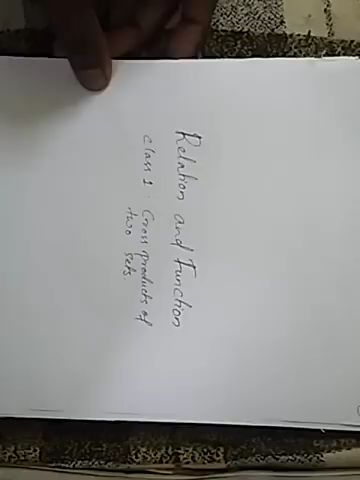 Relation and Function
Class 1 : Cross products of
two sets.